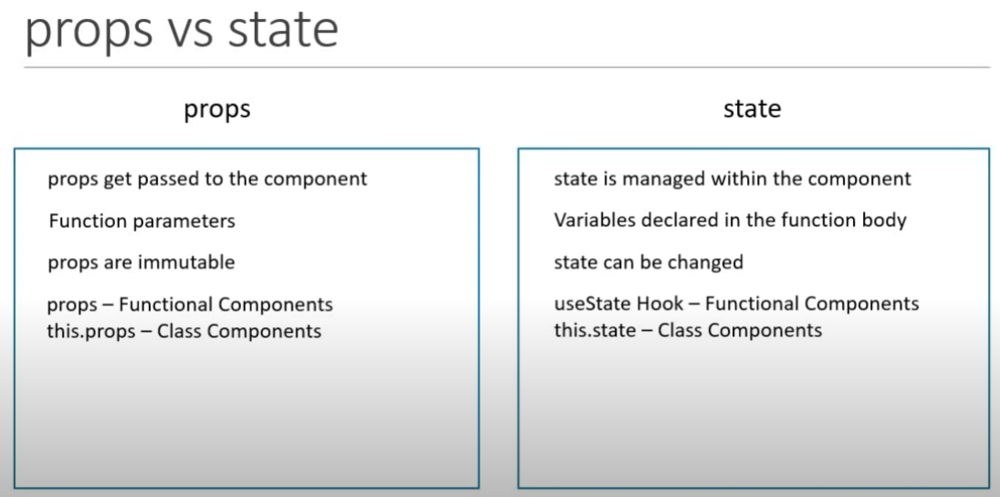 props vs state
props
props get passed to the component
Function parameters
props are immutable
props – Functional Components
this.props – Class Components
state
state is managed within the component
Variables declared in the function body
state can be changed
useState Hook – Functional Components
this.state – Class Components